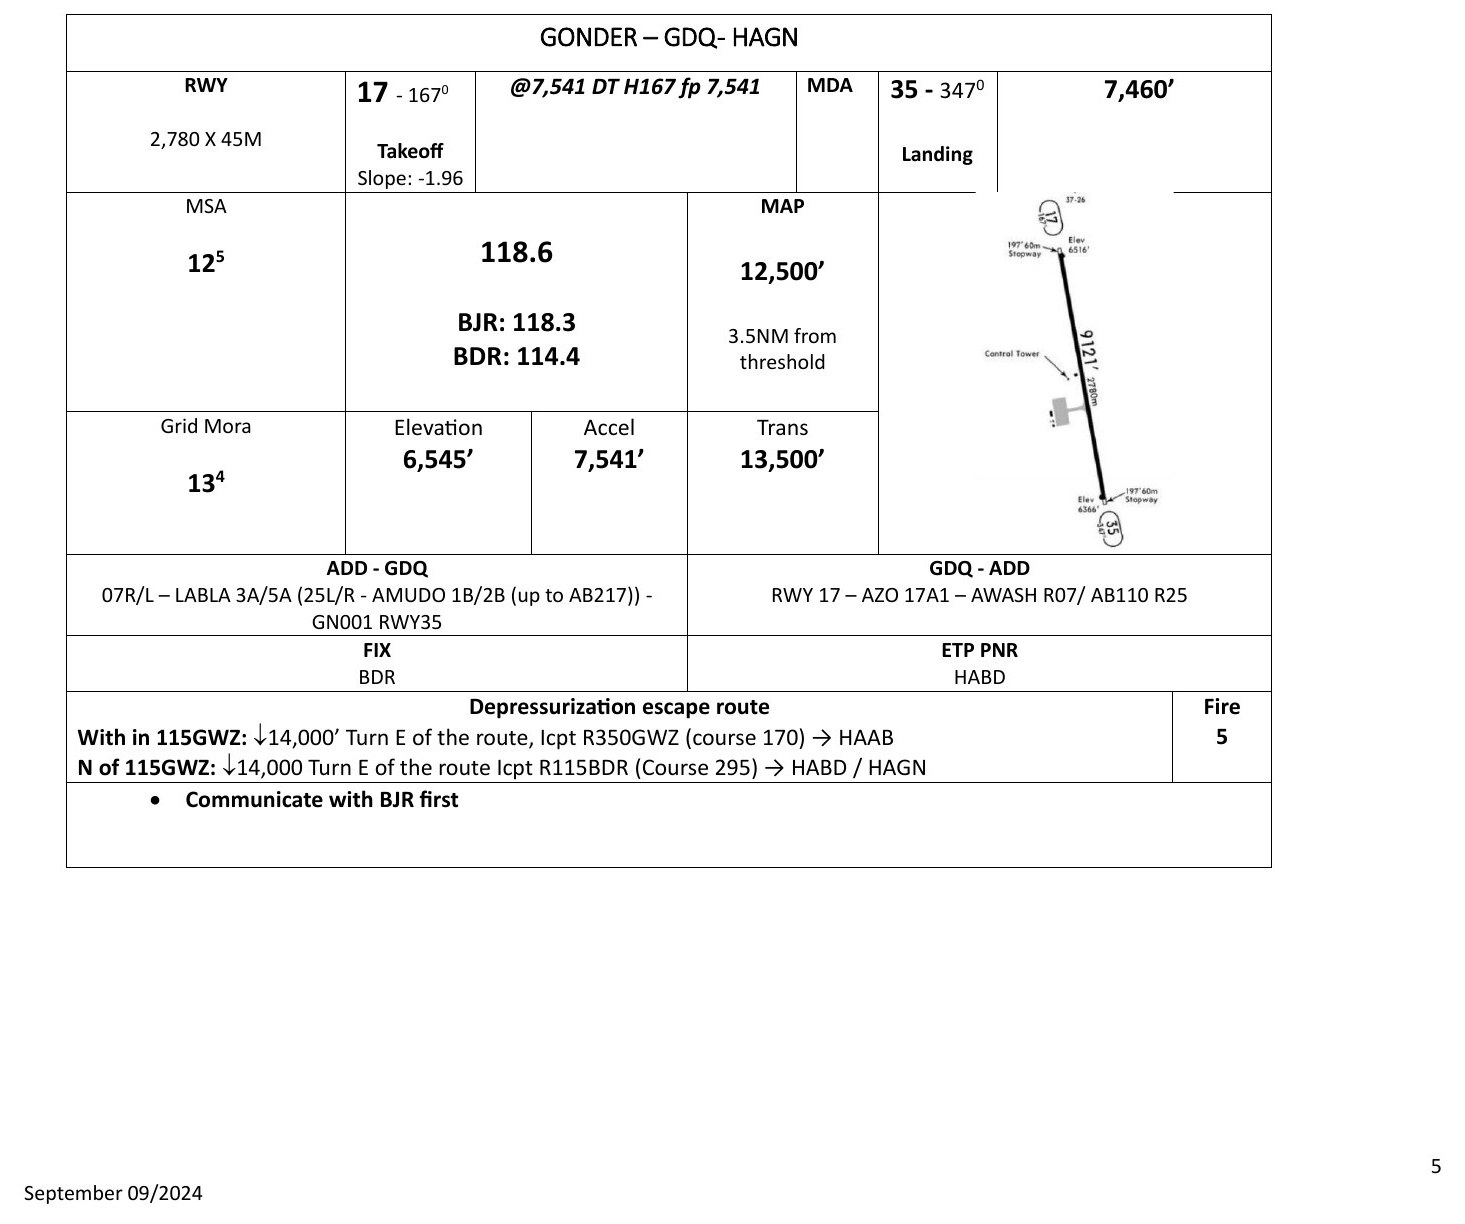 GONDER – GDQ- HAGN
RWY
2,780 X 45M
17 - 167⁰
Takeoff
Slope: -1.96
@7,541 DT H167 fp 7,541
MDA
35 - 347⁰
Landing
7,460’
MSA
12⁵
118.6
BJR: 118.3
BDR: 114.4
MAP
12,500’
3.5NM from
threshold
37-26
17
197' 60m
Stopway
Elev
6516'
9121'
2780m
Control Tower
197' 60m
Stopway
Elev
6366'
35
Grid Mora
13⁴
Elevation
6,545’
Accel
7,541’
Trans
13,500’
ADD - GDQ
07R/L – LABLA 3A/5A (25L/R - AMUDO 1B/2B (up to AB217)) -
GN001 RWY35
GDQ - ADD
RWY 17 – AZO 17A1 – AWASH R07/ AB110 R25
FIX
BDR
ETP PNR
HABD
Depressurization escape route
With in 115GWZ: ↓14,000’ Turn E of the route, Icpt R350GWZ (course 170) → HAAB
N of 115GWZ: ↓14,000 Turn E of the route Icpt R115BDR (Course 295) → HABD / HAGN
Fire
5
• Communicate with BJR first
5
September 09/2024